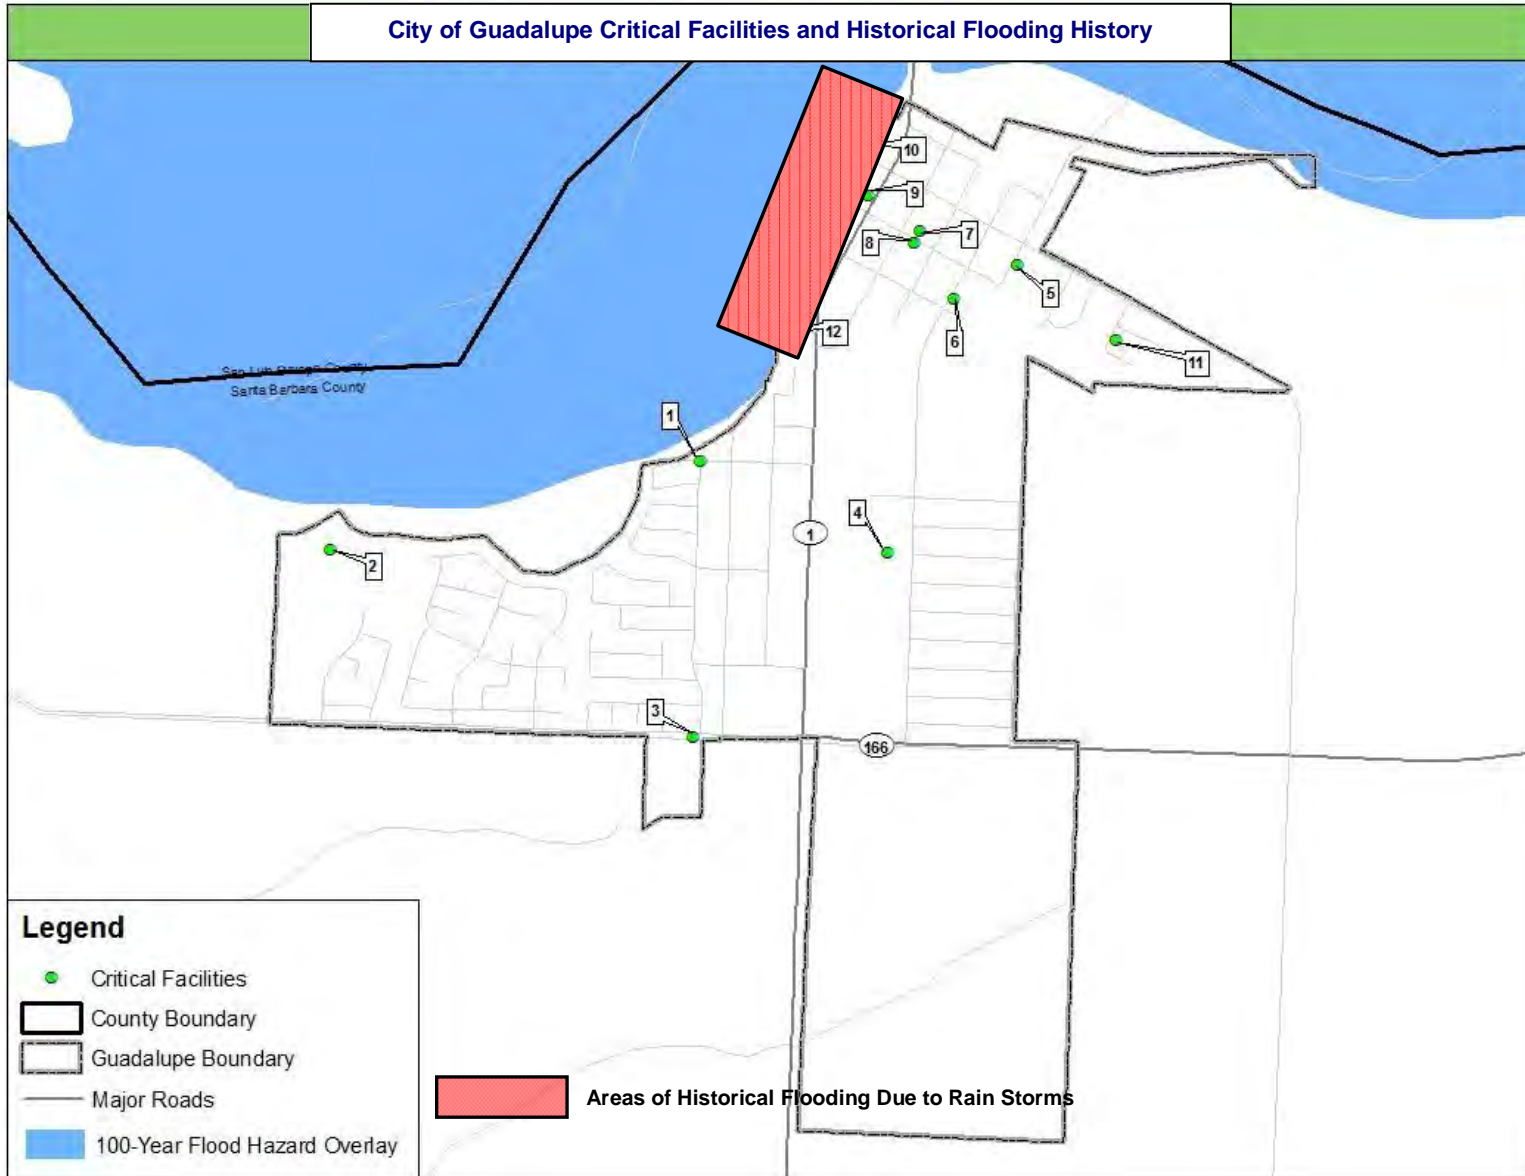 City of Guadalupe Critical Facilities and Historical Flooding History
10
9
8
7
5
6
12
11
San Luis Obispo County
Santa Barbara County
1
4
1
2
3
166
Legend
Critical Facilities
County Boundary
Guadalupe Boundary
Major Roads
100-Year Flood Hazard Overlay
Areas of Historical Flooding Due to Rain Storms